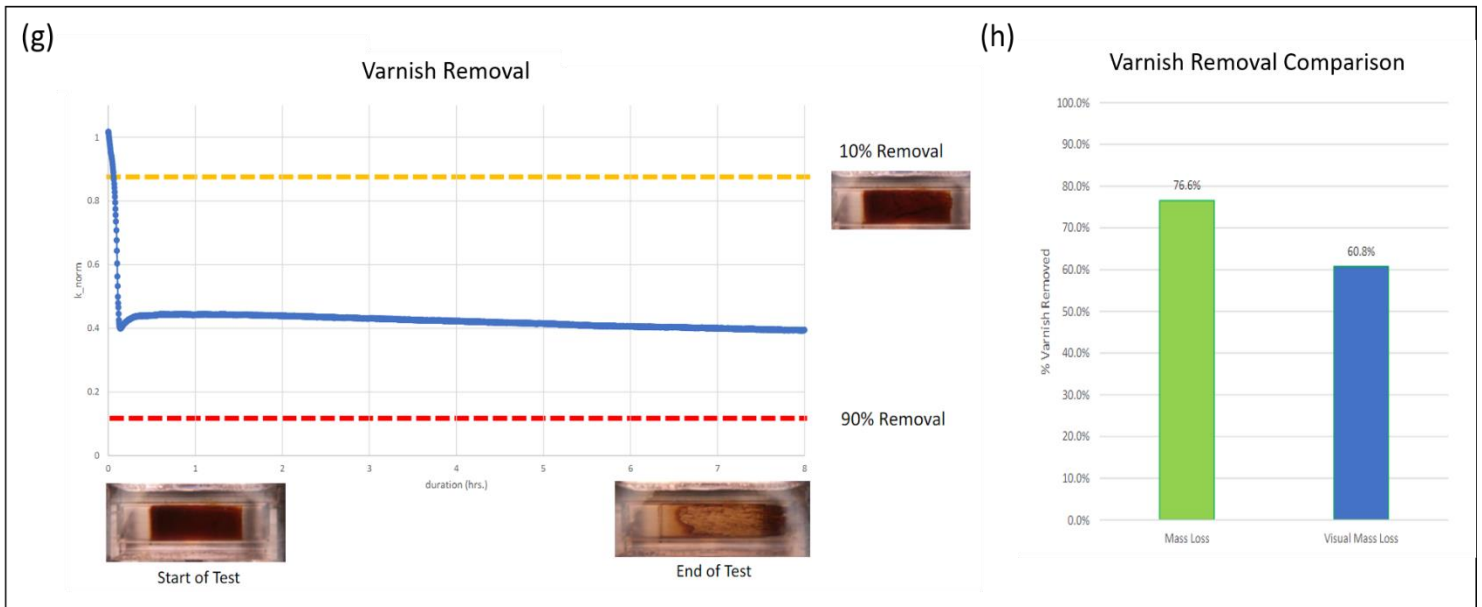 (g)
Varnish Removal
1
0.8
0.6
0.4
0.2
0
k_norm
0 1 2 3 4 5 6 7 8
duration (hrs.)
10% Removal
90% Removal
Start of Test
End of Test
(h)
Varnish Removal Comparison
100.0%
90.0%
80.0%
70.0%
60.0%
50.0%
40.0%
30.0%
20.0%
10.0%
0.0%
% Varnish Removed
76.6%
60.8%
Mass Loss
Visual Mass Loss